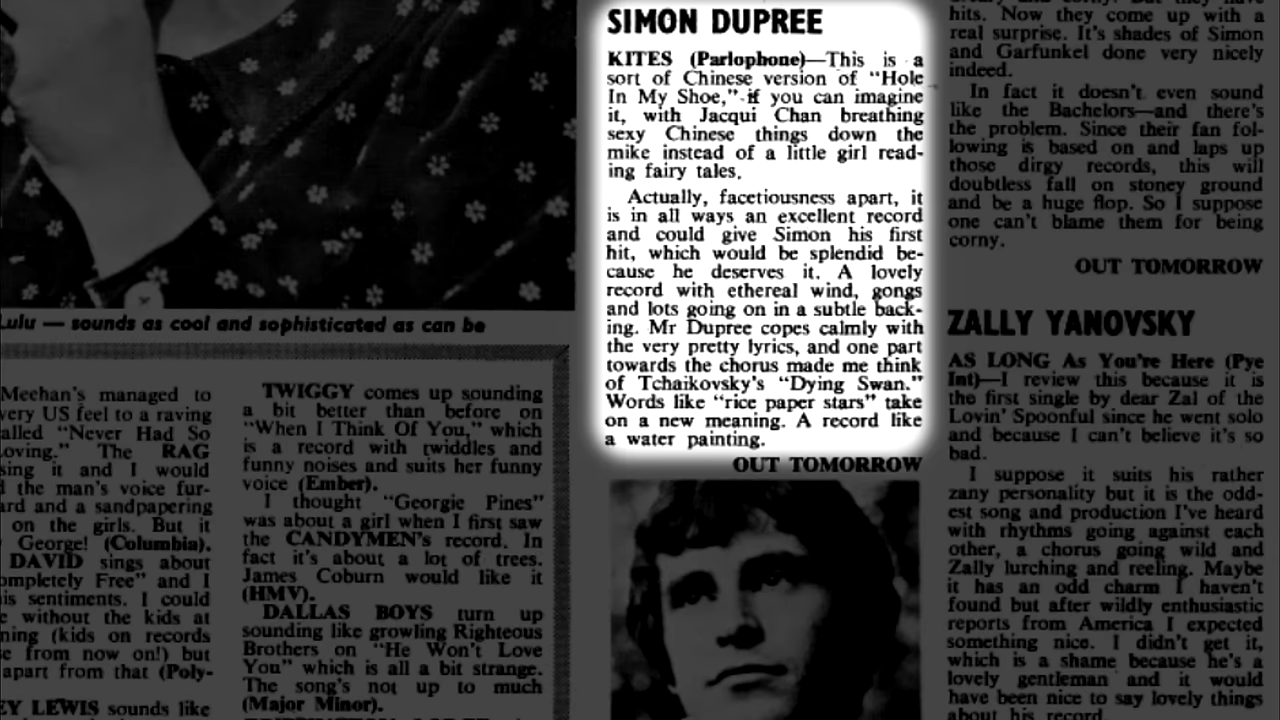 SIMON DUPREE
KITES (Parlophone)—This is a
sort of Chinese version of "Hole
In My Shoe," if you can imagine
it, with Jacqui Chan breathing
sexy Chinese things down the
mike instead of a little girl read-
ing fairy tales.
Actually, facetiousness apart, it
is in all ways an excellent record
and could give Simon his first
hit, which would be splendid be-
cause he deserves it. A lovely
record with ethereal wind, gongs
and lots going on in a subtle back-
ing. Mr Dupree copes calmly with
the very pretty lyrics, and one part
towards the chorus made me think
of Tchaikovsky's "Dying Swan."
Words like "rice paper stars" take
on a new meaning. A record like
a water painting.
OUT TOMORROW
Lulu — sounds as cool and sophisticated as can be
Meehan's managed to
very US feel to a raving
alled "Never Had So
oving." The RAG
sing it and I would
the man's voice fur-
ard and a sandpapering
on the girls. But it
George! (Columbia).
DAVID sings about
ompletely Free" and I
is sentiments. I could
e without the kids at
ning (kids on records
e from now on!) but
apart from that (Poly-
EY LEWIS sounds like
TWIGGY comes up sounding
a bit better than before on
"When I Think Of You," which
is a record with twiddles and
funny noises and suits her funny
voice (Ember).
I thought "Georgie Pines"
was about a girl when I first saw
the CANDYMEN's record. In
fact it's about a lot of trees.
James Coburn would like it
(HMV).
DALLAS BOYS turn up
sounding like growling Righteous
Brothers on "He Won't Love
You" which is all a bit strange.
The song's not up to much
(Major Minor).
hits. Now they come up with a
real surprise. It's shades of Simon
and Garfunkel done very nicely
indeed.
In fact it doesn't even sound
like the Bachelors—and there's
the problem. Since their fan fol-
lowing is based on and laps up
those dirgy records, this will
doubtless fall on stoney ground
and be a huge flop. So I suppose
one can't blame them for being
corny.
OUT TOMORROW
ZALLY YANOVSKY
AS LONG As You're Here (Pye
Int)—I review this because it is
the first single by dear Zal of the
Lovin' Spoonful since he went solo
and because I can't believe it's so
bad.
I suppose it suits his rather
zany personality but it is the odd-
est song and production I've heard
with rhythms going against each
other, a chorus going wild and
Zally lurching and reeling. Maybe
it has an odd charm I haven't
found but after wildly enthusiastic
reports from America I expected
something nice. I didn't get it,
which is a shame because he's a
lovely gentleman and it would
have been nice to say lovely things
about his record.